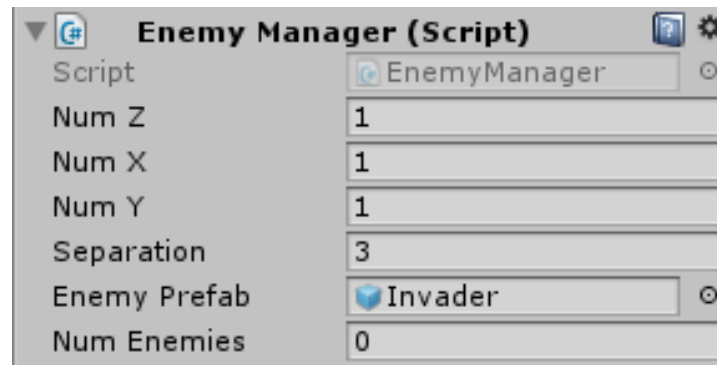 Enemy Manager (Script)
Script EnemyManager
Num Z 1
Num X 1
Num Y 1
Separation 3
Enemy Prefab Invader
Num Enemies 0